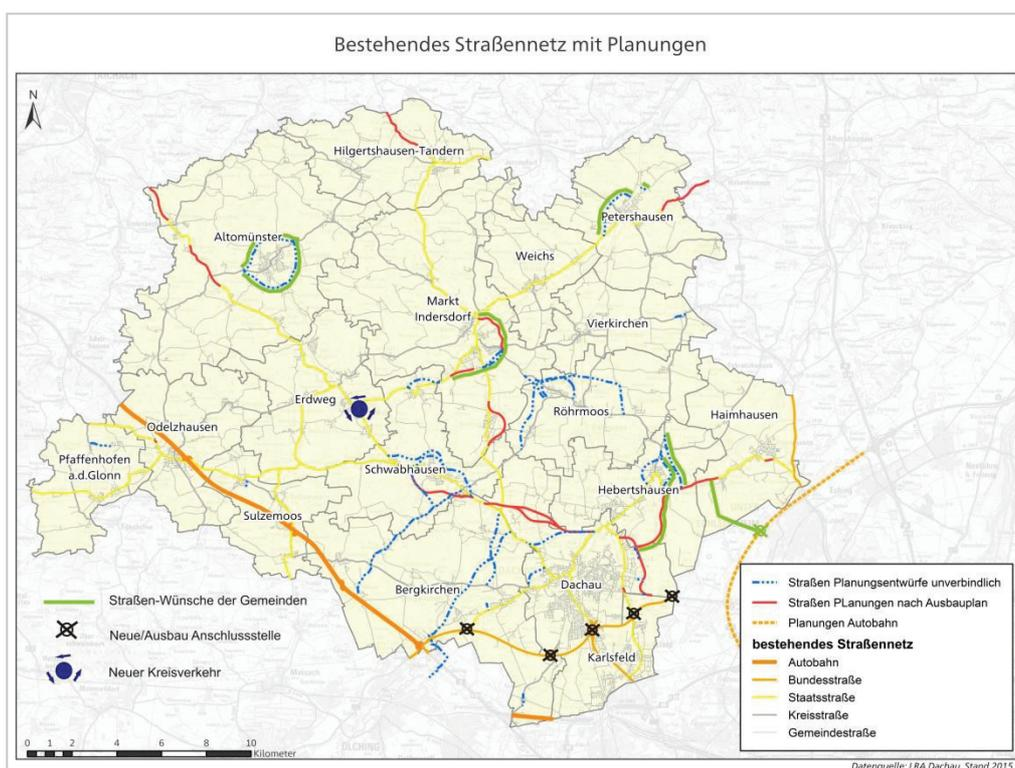 Bestehendes Straßennetz mit Planungen
N
Hilgertshausen-Tandern
Petershausen
Altomünster
Weichs
Markt
Indersdorf
Vierkirchen
Erdweg
Röhrmoos
Haimhausen
Odelzhausen
Pfaffenhofen
a.d.Glonn
Schwabhausen
Hebertshausen
Sulzemoos
Bergkirchen
Dachau
Karlsfeld
Straßen-Wünsche der Gemeinden
Neue/Ausbau Anschlussstelle
Neuer Kreisverkehr
0 1 2 4 6 8 10
Kilometer
Straßen Planungsentwürfe unverbindlich
Straßen PLanungen nach Ausbauplan
Planungen Autobahn
bestehendes Straßennetz
Autobahn
Bundesstraße
Staatsstraße
Kreisstraße
Gemeindestraße
Datenquelle: LRA Dachau, Stand 2015